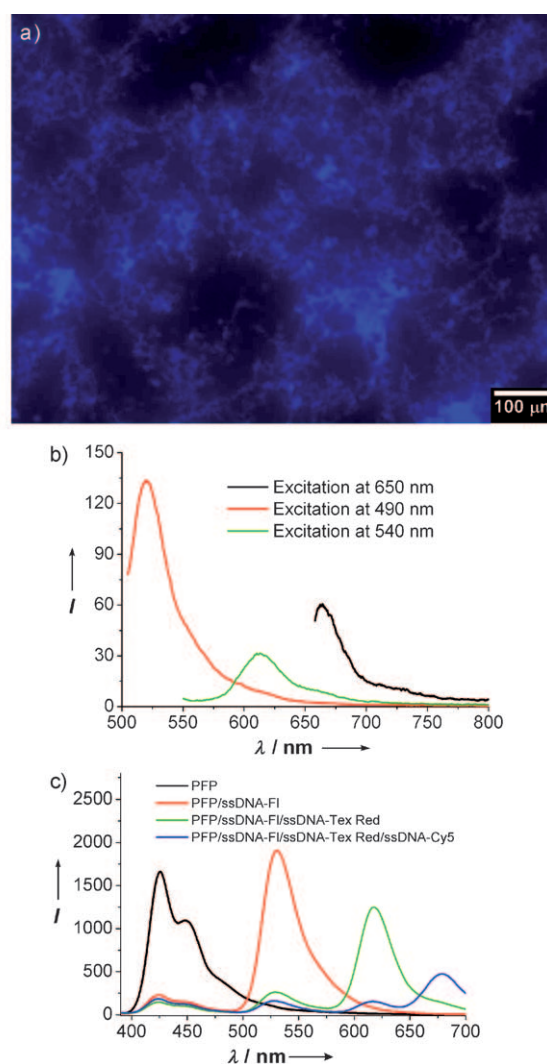 a)
100 μm
b)
150
120
90
60
30
0
I
Excitation at 650 nm
Excitation at 490 nm
Excitation at 540 nm
500 550 600 650 700 750 800
λ / nm
c)
2500
2000
1500
1000
500
0
I
PFP
PFP/ssDNA-Fl
PFP/ssDNA-Fl/ssDNA-Tex Red
PFP/ssDNA-Fl/ssDNA-Tex Red/ssDNA-Cy5
400 450 500 550 600 650 700
λ / nm